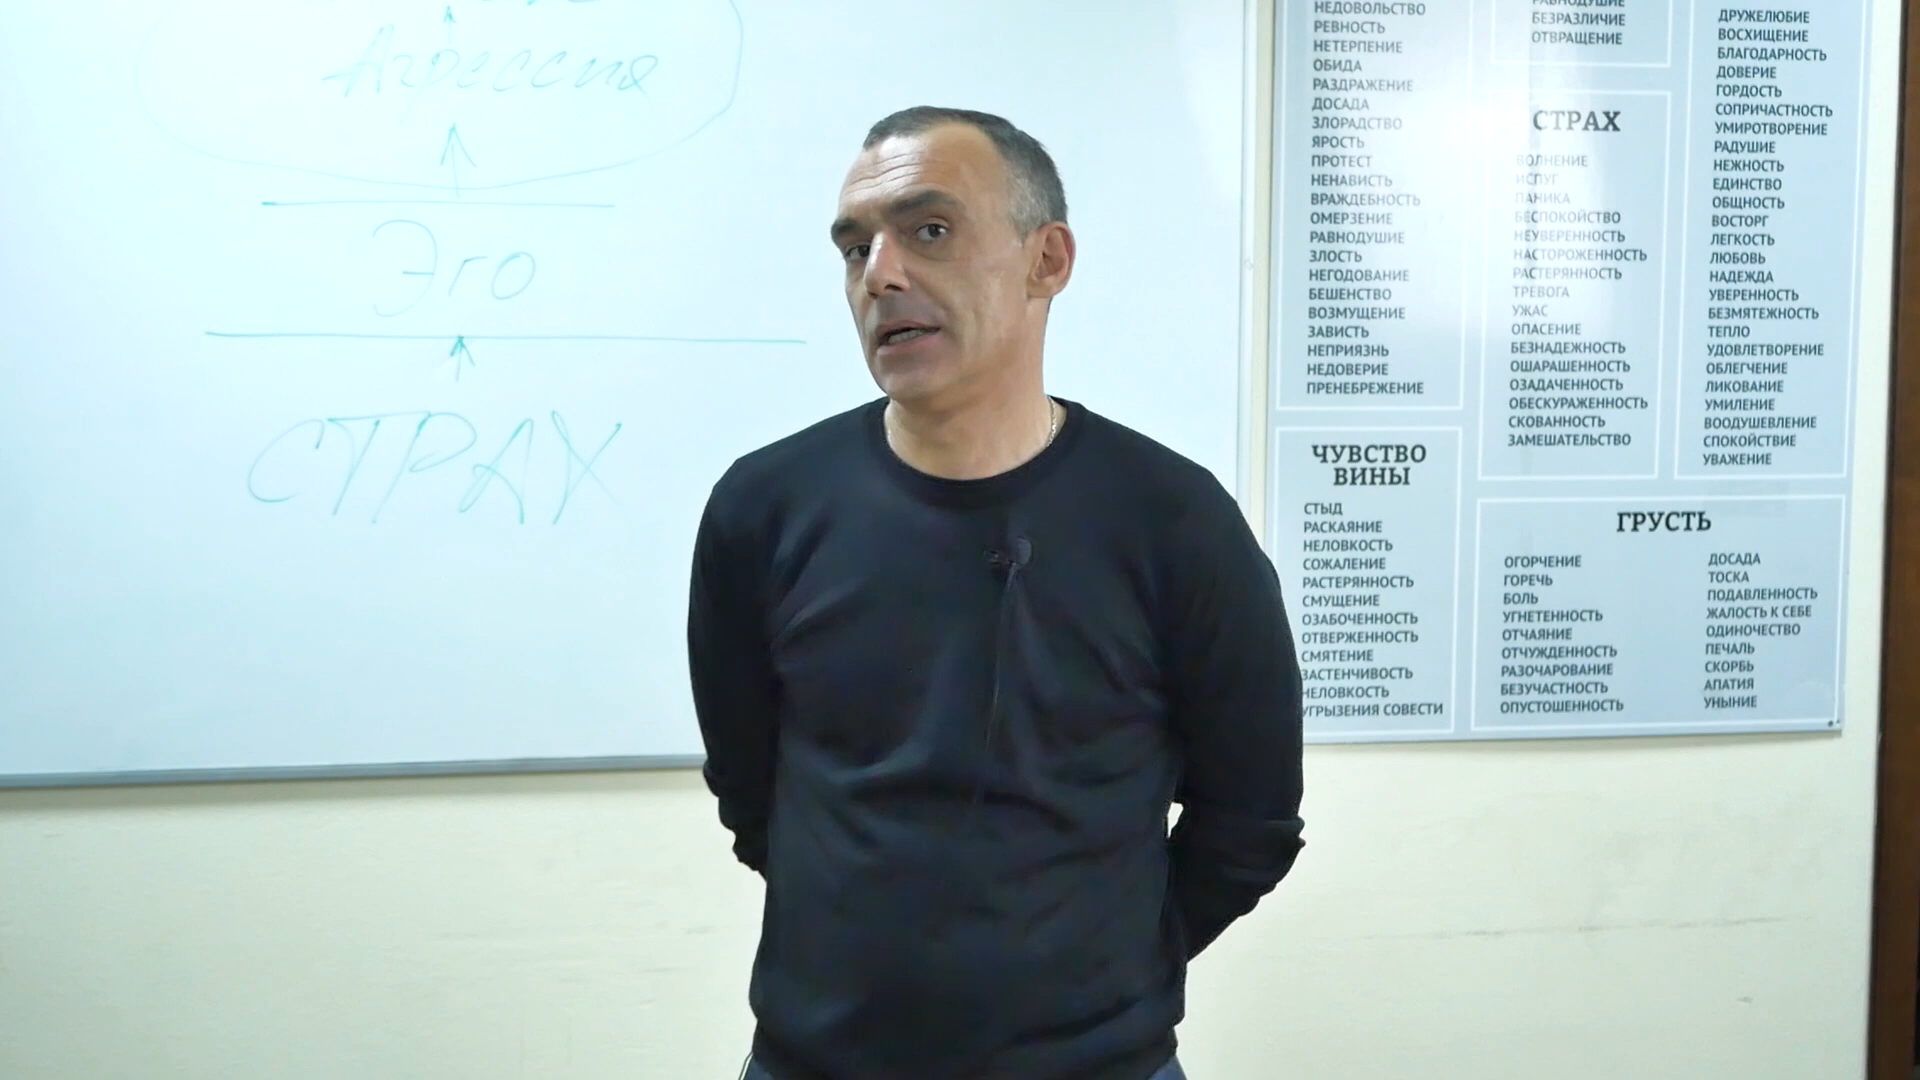 Агрессия
Эго
СТРАХ
НЕДОВОЛЬСТВО
РЕВНОСТЬ
НЕТЕРПЕНИЕ
ОБИДА
РАЗДРАЖЕНИЕ
ДОСАДА
ЗЛОРАДСТВО
ЯРОСТЬ
ПРОТЕСТ
НЕНАВИСТЬ
ВРАЖДЕБНОСТЬ
ОМЕРЗЕНИЕ
РАВНОДУШИЕ
ЗЛОСТЬ
НЕГОДОВАНИЕ
БЕШЕНСТВО
ВОЗМУЩЕНИЕ
ЗАВИСТЬ
НЕПРИЯЗНЬ
НЕДОВЕРИЕ
ПРЕНЕБРЕЖЕНИЕ
ЧУВСТВО
ВИНЫ
СТЫД
РАСКАЯНИЕ
НЕЛОВКОСТЬ
СОЖАЛЕНИЕ
РАСТЕРЯННОСТЬ
СМУЩЕНИЕ
ОЗАБОЧЕННОСТЬ
ОТВЕРЖЕННОСТЬ
СМЯТЕНИЕ
ЗАСТЕНЧИВОСТЬ
НЕЛОВКОСТЬ
УГРЫЗЕНИЯ СОВЕСТИ
РАВНОДУШИЕ
БЕЗРАЗЛИЧИЕ
ОТВРАЩЕНИЕ
СТРАХ
ВОЛНЕНИЕ
ИСПУГ
ПАНИКА
БЕСПОКОЙСТВО
НЕУВЕРЕННОСТЬ
НАСТОРОЖЕННОСТЬ
РАСТЕРЯННОСТЬ
ТРЕВОГА
УЖАС
ОПАСЕНИЕ
БЕЗНАДЕЖНОСТЬ
ОШАРАШЕННОСТЬ
ОЗАДАЧЕННОСТЬ
ОБЕСКУРАЖЕННОСТЬ
СКОВАННОСТЬ
ЗАМЕШАТЕЛЬСТВО
ДРУЖЕЛЮБИЕ
ВОСХИЩЕНИЕ
БЛАГОДАРНОСТЬ
ДОВЕРИЕ
ГОРДОСТЬ
СОПРИЧАСТНОСТЬ
УМИРОТВОРЕНИЕ
РАДУШИЕ
НЕЖНОСТЬ
ЕДИНСТВО
ОБЩНОСТЬ
ВОСТОРГ
ЛЕГКОСТЬ
ЛЮБОВЬ
НАДЕЖДА
УВЕРЕННОСТЬ
БЕЗМЯТЕЖНОСТЬ
ТЕПЛО
УДОВЛЕТВОРЕНИЕ
ОБЛЕГЧЕНИЕ
ЛИКОВАНИЕ
УМИЛЕНИЕ
ВООДУШЕВЛЕНИЕ
СПОКОЙСТВИЕ
УВАЖЕНИЕ
ГРУСТЬ
ОГОРЧЕНИЕ
ГОРЕЧЬ
БОЛЬ
УГНЕТЕННОСТЬ
ОТЧАЯНИЕ
ОТЧУЖДЕННОСТЬ
РАЗОЧАРОВАНИЕ
БЕЗУЧАСТНОСТЬ
ОПУСТОШЕННОСТЬ
ДОСАДА
ТОСКА
ПОДАВЛЕННОСТЬ
ЖАЛОСТЬ К СЕБЕ
ОДИНОЧЕСТВО
ПЕЧАЛЬ
СКОРБЬ
АПАТИЯ
УНЫНИЕ